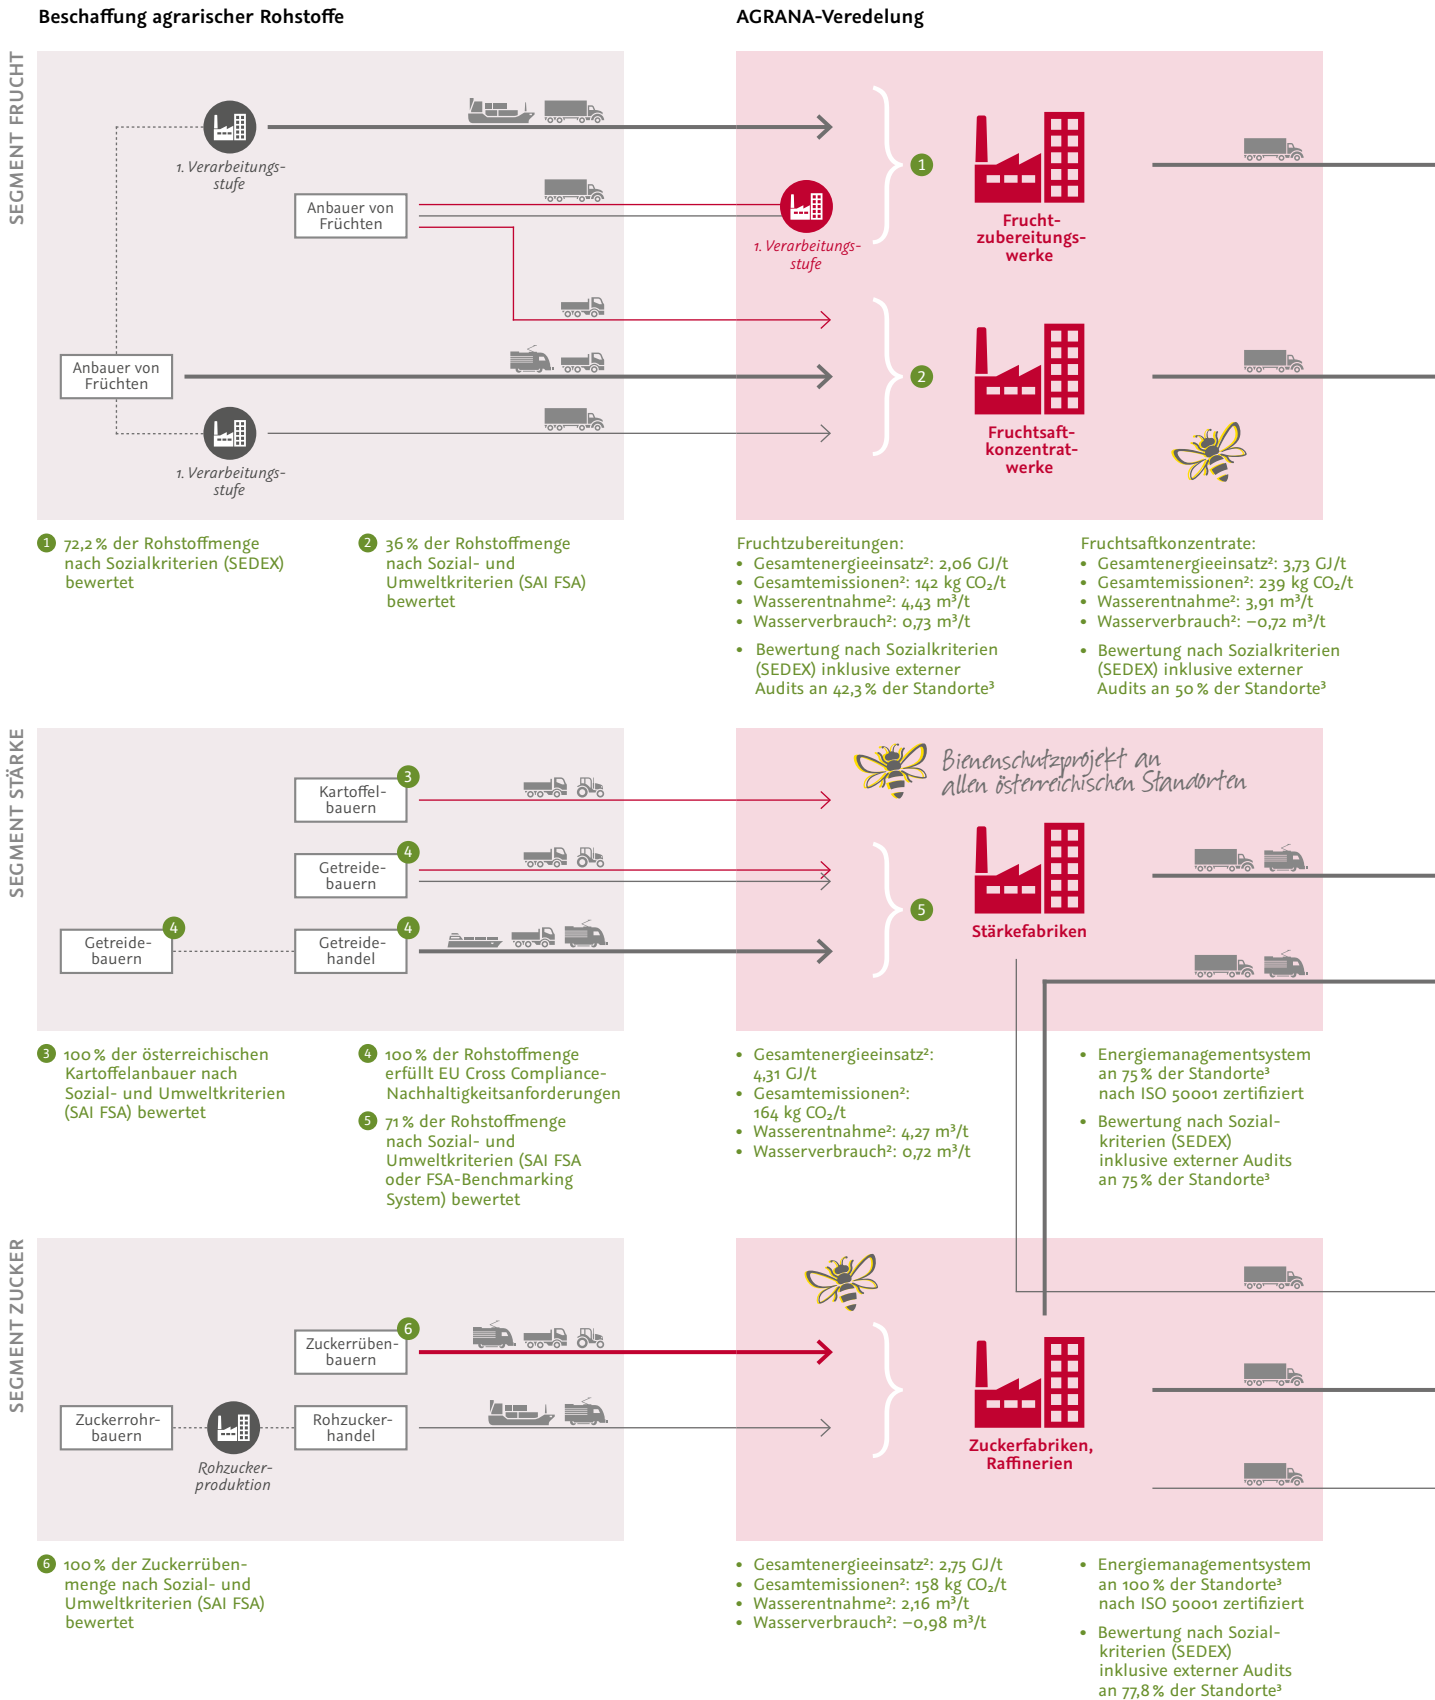 Beschaffung agrarischer Rohstoffe
AGRANA-Veredelung
SEGMENT FRUCHT
1. Verarbeitungs-
stufe
Anbauer von
Früchten
1. Verarbeitungs-
stufe
1
Frucht-
zubereitungs-
werke
Anbauer von
Früchten
2
1. Verarbeitungs-
stufe
Fruchtsaft-
konzentrat-
werke
1 72,2 % der Rohstoffmenge
nach Sozialkriterien (SEDEX)
bewertet
2 36 % der Rohstoffmenge
nach Sozial- und
Umweltkriterien (SAI FSA)
bewertet
Fruchtzubereitungen:
• Gesamtenergieeinsatz²: 2,06 GJ/t
• Gesamtemissionen²: 142 kg CO₂/t
• Wasserentnahme²: 4,43 m³/t
• Wasserverbrauch²: 0,73 m³/t
• Bewertung nach Sozialkriterien
(SEDEX) inklusive externer
Audits an 42,3 % der Standorte³
Fruchtsaftkonzentrate:
• Gesamtenergieeinsatz²: 3,73 GJ/t
• Gesamtemissionen²: 239 kg CO₂/t
• Wasserentnahme²: 3,91 m³/t
• Wasserverbrauch²: –0,72 m³/t
• Bewertung nach Sozialkriterien
(SEDEX) inklusive externer
Audits an 50 % der Standorte³
SEGMENT STÄRKE
Kartoffel-
bauern
3
Getreide-
bauern
4
Getreide-
bauern
4
Getreide-
handel
4
Bienenschutzprojekt an
allen österreichischen Standorten
5
Stärkefabriken
3 100 % der österreichischen
Kartoffelanbauer nach
Sozial- und Umweltkriterien
(SAI FSA) bewertet
4 100 % der Rohstoffmenge
erfüllt EU Cross Compliance-
Nachhaltigkeitsanforderungen
5 71 % der Rohstoffmenge
nach Sozial- und
Umweltkriterien (SAI FSA
oder FSA-Benchmarking
System) bewertet
• Gesamtenergieeinsatz²:
4,31 GJ/t
• Gesamtemissionen²:
164 kg CO₂/t
• Wasserentnahme²: 4,27 m³/t
• Wasserverbrauch²: 0,72 m³/t
• Energiemanagementsystem
an 75 % der Standorte³
nach ISO 50001 zertifiziert
• Bewertung nach Sozial-
kriterien (SEDEX)
inklusive externer Audits
an 75 % der Standorte³
SEGMENT ZUCKER
Zuckerrüben-
bauern
6
Zuckerrohr-
bauern
Rohzucker-
produktion
Rohzucker-
handel
Zuckerfabriken,
Raffinerien
6 100 % der Zuckerrüben-
menge nach Sozial- und
Umweltkriterien (SAI FSA)
bewertet
• Gesamtenergieeinsatz²: 2,75 GJ/t
• Gesamtemissionen²: 158 kg CO₂/t
• Wasserentnahme²: 2,16 m³/t
• Wasserverbrauch²: –0,98 m³/t
• Energiemanagementsystem
an 100 % der Standorte³
nach ISO 50001 zertifiziert
• Bewertung nach Sozial-
kriterien (SEDEX)
inklusive externer Audits
an 77,8 % der Standorte³